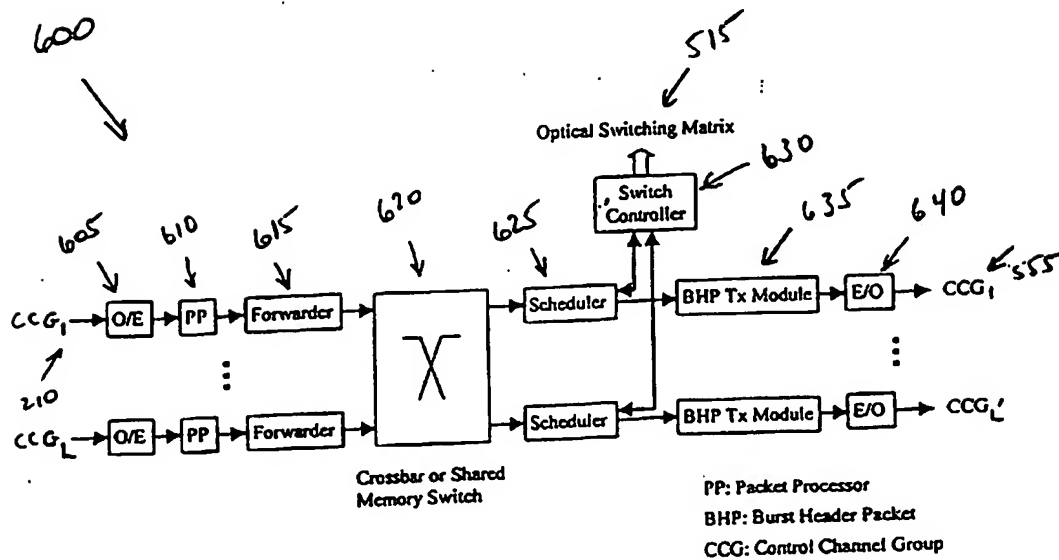 600
515
Optical Switching Matrix
630
Switch
Controller
605
610
615
620
625
635
640
555
CCG₁
O/E
PP
Forwarder
Scheduler
BHP Tx Module
E/O
CCG₁
210
CCG_L
O/E
PP
Forwarder
Scheduler
BHP Tx Module
E/O
CCG_L'
Crossbar or Shared
Memory Switch
PP: Packet Processor
BHP: Burst Header Packet
CCG: Control Channel Group